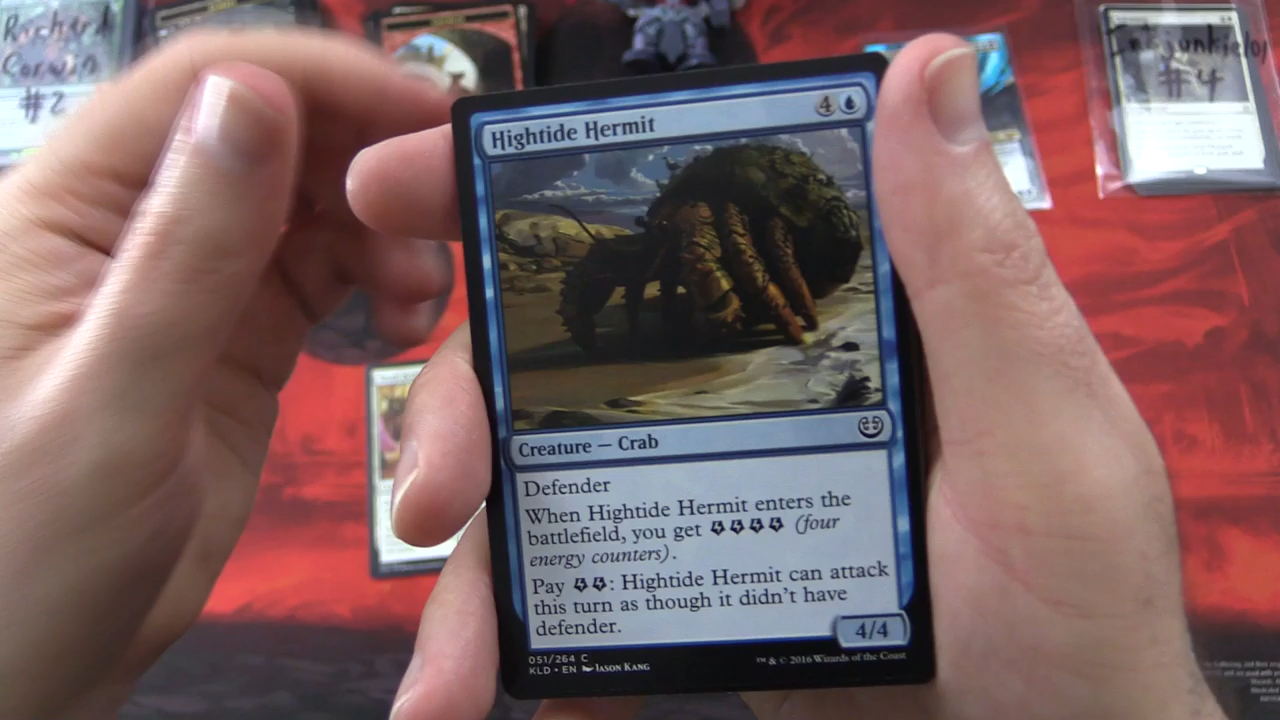 Richard
Corwin
#2
#4
Hightide Hermit
4
Creature — Crab
Defender
When Hightide Hermit enters the
battlefield, you get (four
energy counters).
Pay : Hightide Hermit can attack
this turn as though it didn't have
defender.
4/4
051/264 C
KLD • EN Jason Kang
™ & © 2016 Wizards of the Coast